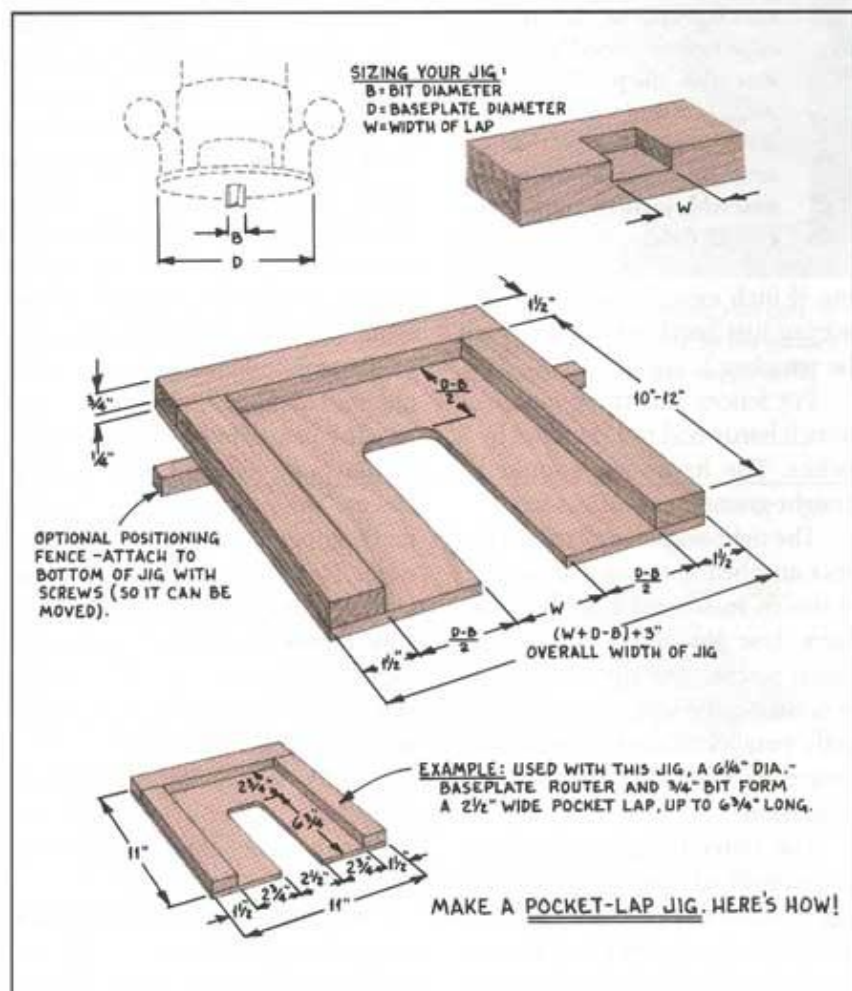 SIZING YOUR JIG:
B=BIT DIAMETER
D=BASEPLATE DIAMETER
W=WIDTH OF LAP
B
D
W
1½"
3/4"
1/4"
D-B
2
10"-12"
OPTIONAL POSITIONING
FENCE-ATTACH TO
BOTTOM OF JIG WITH
SCREWS (SO IT CAN BE
MOVED).
1½"
D-B
2
W
D-B
2
1½"
(W+D-B)+3"
OVERALL WIDTH OF JIG
EXAMPLE: USED WITH THIS JIG, A 6¼" DIA.-
BASEPLATE ROUTER AND 3/4" BIT FORM
A 2½" WIDE POCKET LAP, UP TO 6¾" LONG.
2¾"
6¾"
11"
1½"
2¾"
2½"
2¾"
1½"
11"
MAKE A POCKET-LAP JIG. HERE'S HOW!